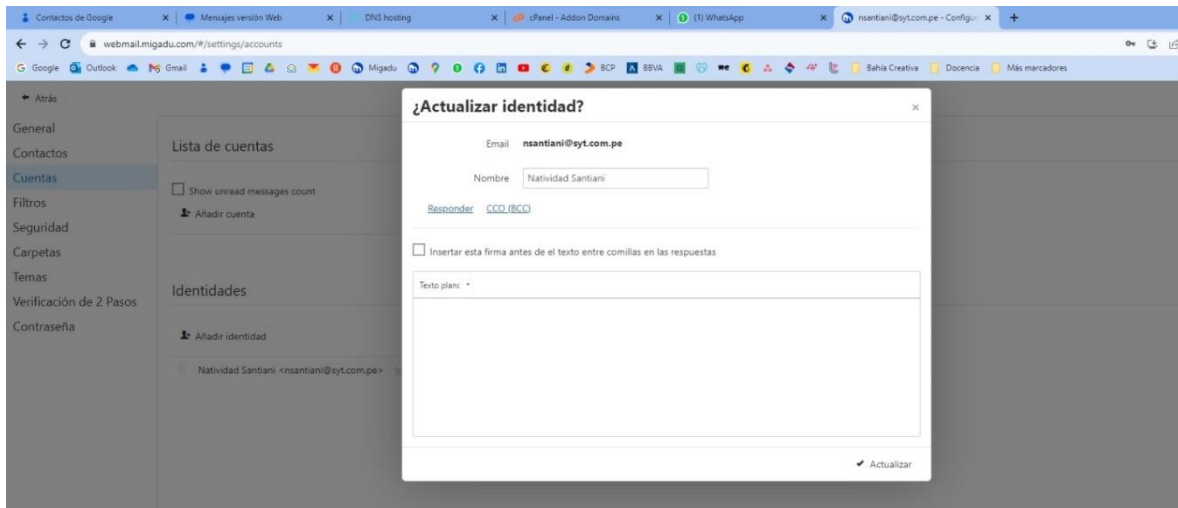 Contactos de Google Mensajes versión Web DNS hosting cPanel - Addon Domains (1) WhatsApp nsantiani@syt.com.pe - Configu
webmail.migadu.com/#/settings/accounts
Google Outlook Gmail Migadu BCP BBVA Bahía Creativa Docencia Más marcadores
Atrás
General
Contactos
Cuentas
Filtros
Seguridad
Carpetas
Temas
Verificación de 2 Pasos
Contraseña
Lista de cuentas
Show unread messages count
Añadir cuenta
Identidades
Añadir identidad
Natividad Santiani <nsantiani@syt.com.pe>
¿Actualizar identidad?
Email nsantiani@syt.com.pe
Nombre Natividad Santiani
Responder CCO (BCC)
Insertar esta firma antes de el texto entre comillas en las respuestas
Texto plano
Actualizar